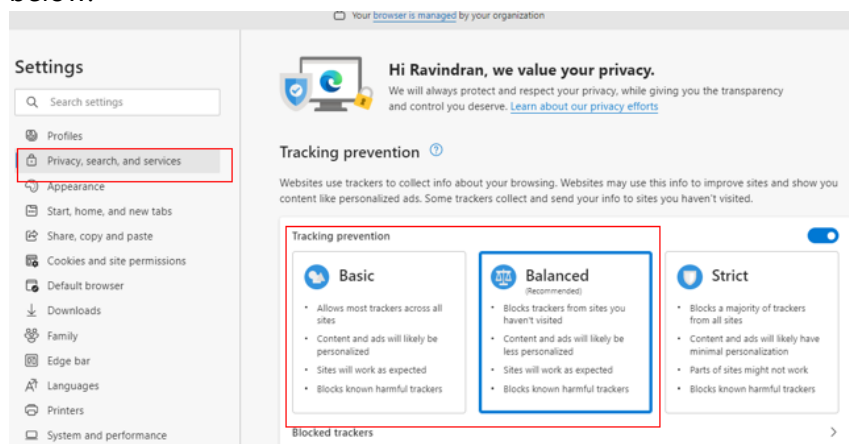 Your browser is managed by your organization
Settings
Search settings
Profiles
Privacy, search, and services
Appearance
Start, home, and new tabs
Share, copy and paste
Cookies and site permissions
Default browser
Downloads
Family
Edge bar
Languages
Printers
System and performance
Hi Ravindran, we value your privacy.
We will always protect and respect your privacy, while giving you the transparency
and control you deserve. Learn about our privacy efforts
Tracking prevention
Websites use trackers to collect info about your browsing. Websites may use this info to improve sites and show you
content like personalized ads. Some trackers collect and send your info to sites you haven't visited.
Tracking prevention
Basic
• Allows most trackers across all
sites
• Content and ads will likely be
personalized
• Sites will work as expected
• Blocks known harmful trackers
Balanced
(Recommended)
• Blocks trackers from sites you
haven't visited
• Content and ads will likely be
less personalized
• Sites will work as expected
• Blocks known harmful trackers
Strict
• Blocks a majority of trackers
from all sites
• Content and ads will likely have
minimal personalization
• Parts of sites might not work
• Blocks known harmful trackers
Blocked trackers